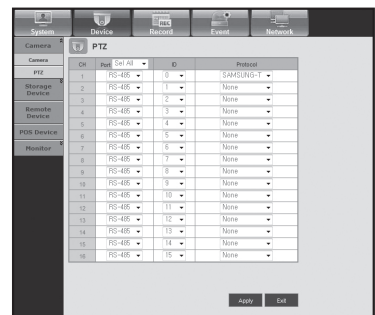 REC
System Device Record Event Network
Camera PTZ
Camera
PTZ
Storage Device
Remote Device
POS Device
Monitor
CH Port Sel All ID Protocol
1 RS-485 0 SAMSUNG-T
2 RS-485 1 None
3 RS-485 2 None
4 RS-485 3 None
5 RS-485 4 None
6 RS-485 5 None
7 RS-485 6 None
8 RS-485 7 None
9 RS-485 8 None
10 RS-485 9 None
11 RS-485 10 None
12 RS-485 11 None
13 RS-485 12 None
14 RS-485 13 None
15 RS-485 14 None
16 RS-485 15 None
Apply Exit